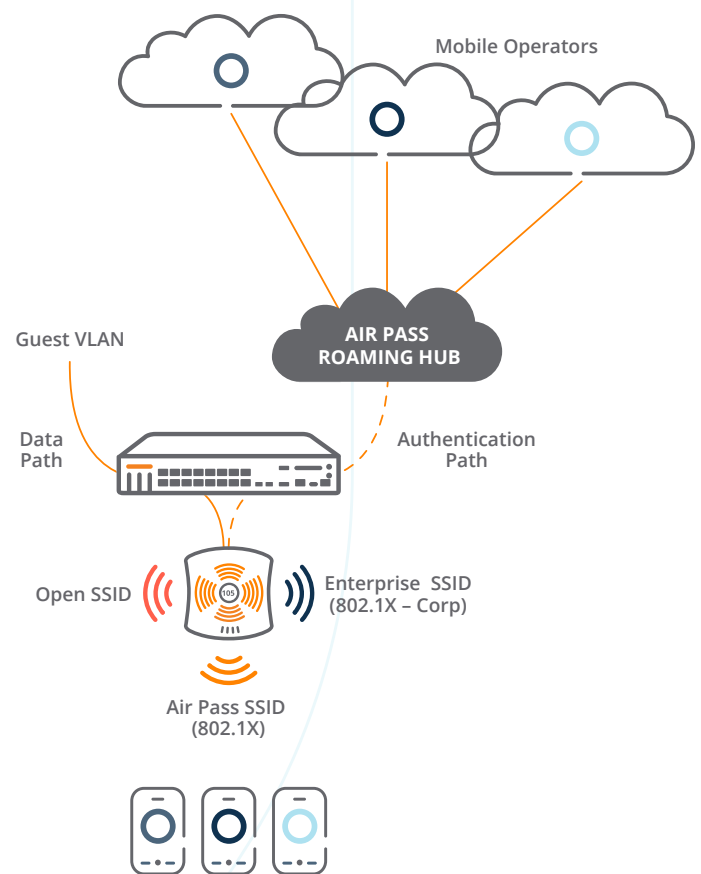 Mobile Operators
AIR PASS
ROAMING HUB
Guest VLAN
Data
Path
Authentication
Path
105
Open SSID
Enterprise SSID
(802.1X – Corp)
Air Pass SSID
(802.1X)